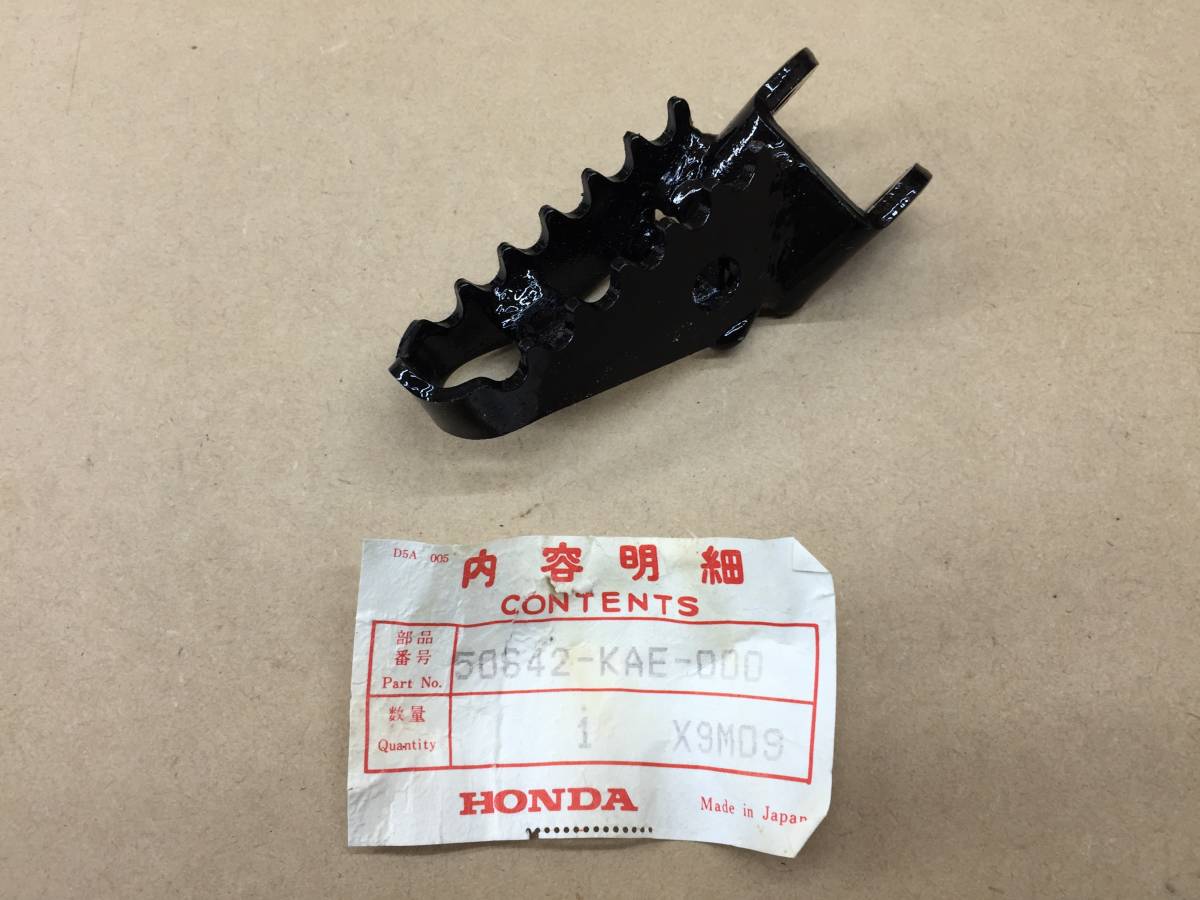 D5A 005
内容明細
CONTENTS
部品
番号
Part No.
50642-KAE-000
数量
Quantity
1 X9M09
HONDA
Made in Japan